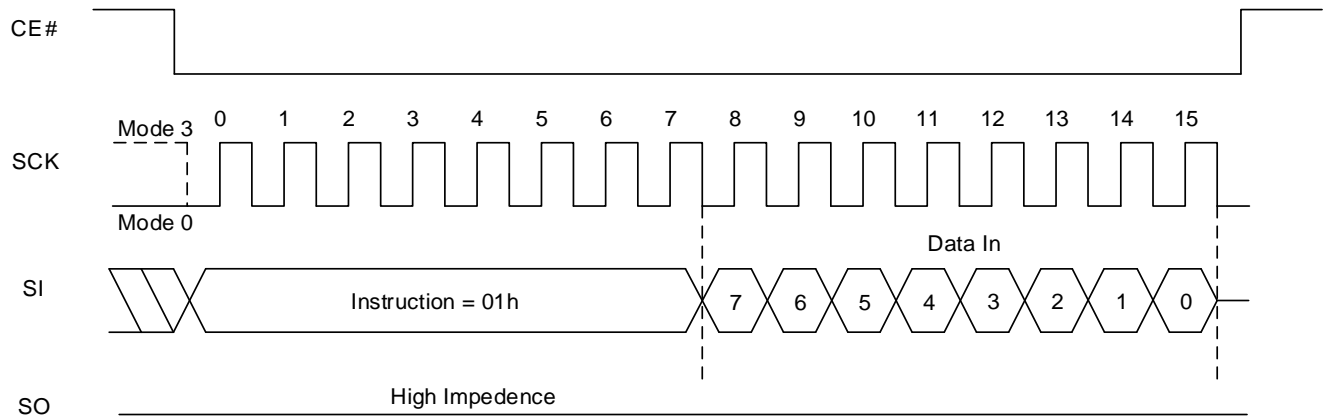 CE#
Mode 3 0 1 2 3 4 5 6 7 8 9 10 11 12 13 14 15
SCK
Mode 0
Data In
SI Instruction = 01h 7 6 5 4 3 2 1 0
High Impedence
SO